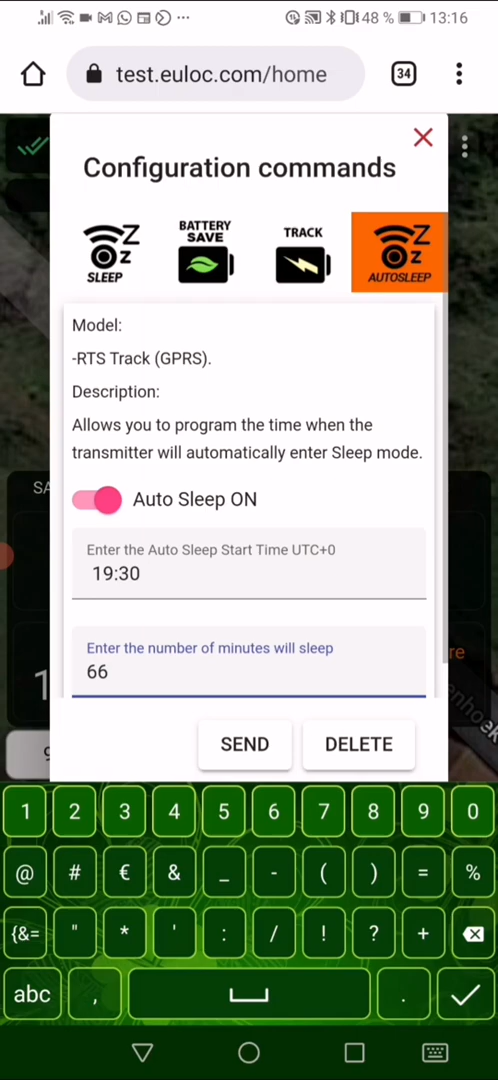 48 % 13:16
test.euloc.com/home
34
Configuration commands
SLEEP
BATTERY
SAVE
TRACK
AUTOSLEEP
Model:
-RTS Track (GPRS).
Description:
Allows you to program the time when the
transmitter will automatically enter Sleep mode.
Auto Sleep ON
Enter the Auto Sleep Start Time UTC+0
19:30
Enter the number of minutes will sleep
66
SEND DELETE
1 2 3 4 5 6 7 8 9 0
@ # € & _ - ( ) = %
{&= " * ' : / ! ? +
abc , .